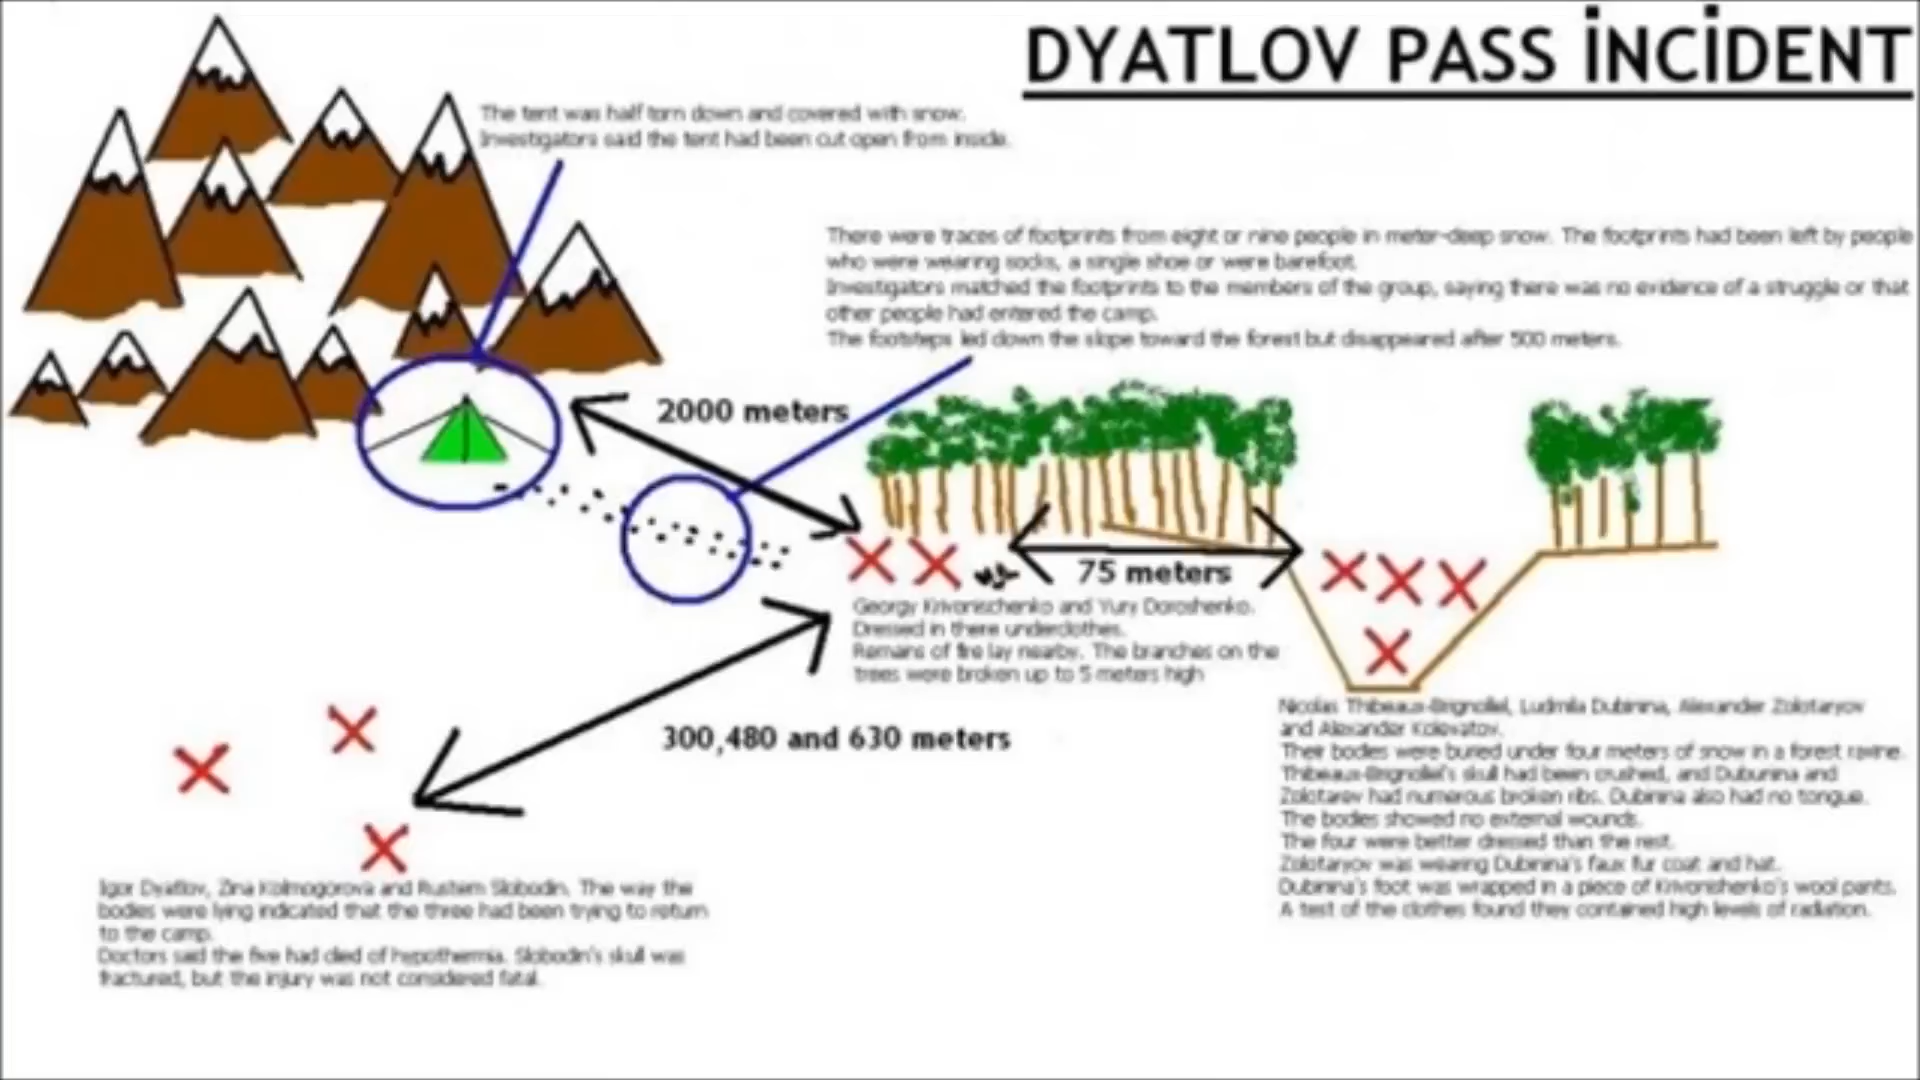 DYATLOV PASS İNCİDENT
The tent was half torn down and covered with snow.
Investigators said the tent had been cut open from inside.
There were traces of footprints from eight or nine people in meter-deep snow. The footprints had been left by people
who were wearing socks, a single shoe or were barefoot.
Investigators matched the footprints to the members of the group, saying there was no evidence of a struggle or that
other people had entered the camp.
The footsteps led down the slope toward the forest but disappeared after 500 meters.
2000 meters
75 meters
Georgy Krivonischenko and Yury Doroshenko.
Dressed in there underclothes.
Remans of fire lay nearby. The branches on the
trees were broken up to 5 meters high
300,480 and 630 meters
Nicolas Thibeaux-Brignollel, Ludmila Dubinina, Alexander Zolotaryov
and Alexander Kolevatov.
Their bodies were buried under four meters of snow in a forest ravine.
Thibeaux-Brignollel's skull had been crushed, and Dubunina and
Zolotarev had numerous broken ribs. Dubinina also had no tongue.
The bodies showed no external wounds.
The four were better dressed than the rest.
Zolotaryov was wearing Dubinina's faux fur coat and hat.
Dubinina's foot was wrapped in a piece of Krivonishenko's wool pants.
A test of the clothes found they contained high levels of radiation.
Igor Dyatlov, Zina Kolmogorova and Rustem Slobodin. The way the
bodies were lying indicated that the three had been trying to return
to the camp.
Doctors said the five had died of hypothermia. Slobodin's skull was
fractured, but the injury was not considered fatal.